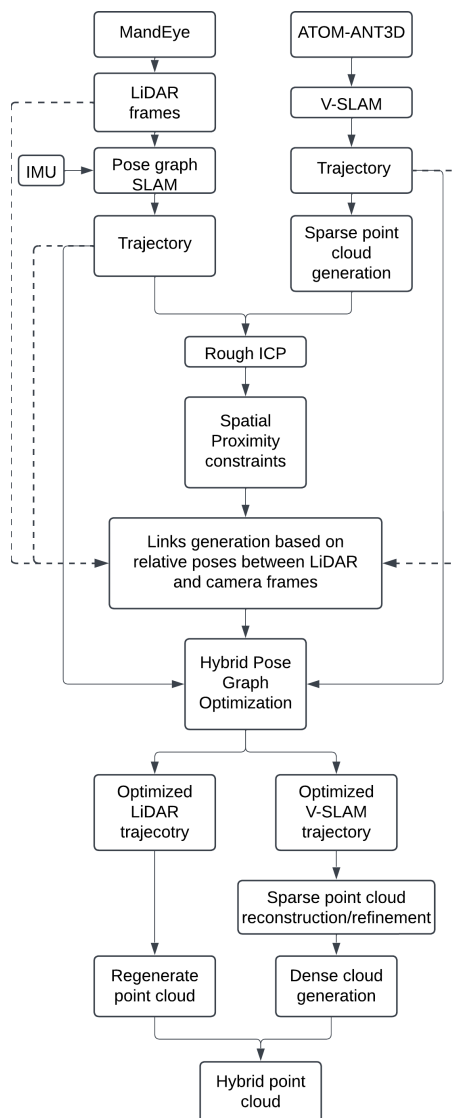 MandEye
ATOM-ANT3D
LiDAR
frames
V-SLAM
IMU
Pose graph
SLAM
Trajectory
Trajectory
Sparse point
cloud
generation
Rough ICP
Spatial
Proximity
constraints
Links generation based on
relative poses between LiDAR
and camera frames
Hybrid Pose
Graph
Optimization
Optimized
LiDAR
trajecotry
Optimized
V-SLAM
trajectory
Sparse point cloud
reconstruction/refinement
Regenerate
point cloud
Dense cloud
generation
Hybrid point
cloud